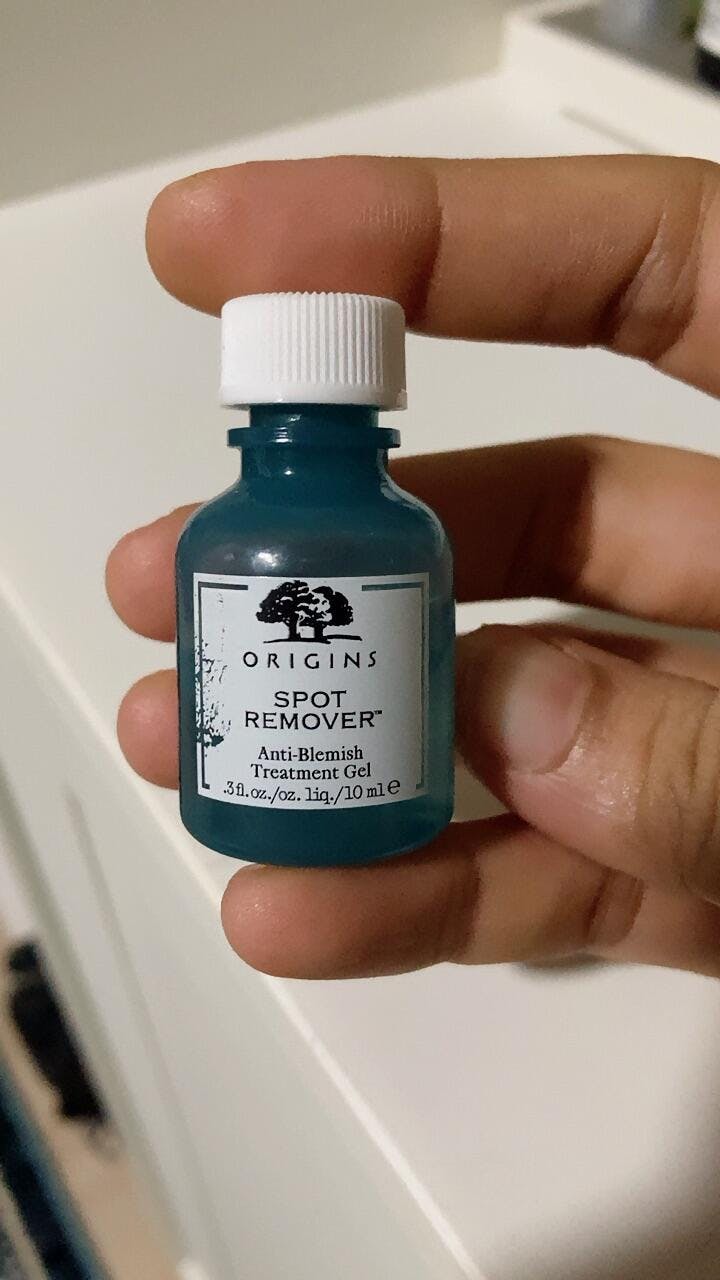 ORIGINS
SPOT
REMOVER™
Anti-Blemish
Treatment Gel
.3 fl. oz./oz. liq./10 ml e